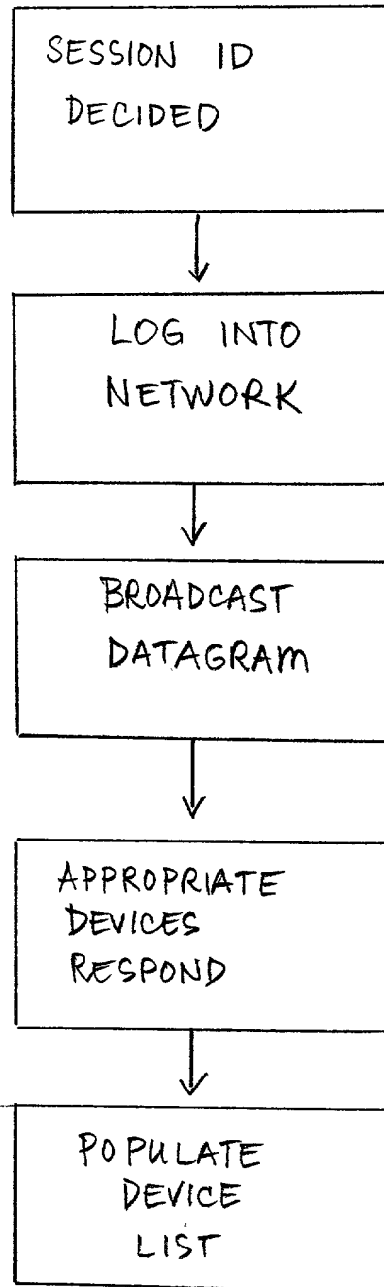 SESSION ID
DECIDED
LOG INTO
NETWORK
BROADCAST
DATAGRAM
APPROPRIATE
DEVICES
RESPOND
POPULATE
DEVICE
LIST